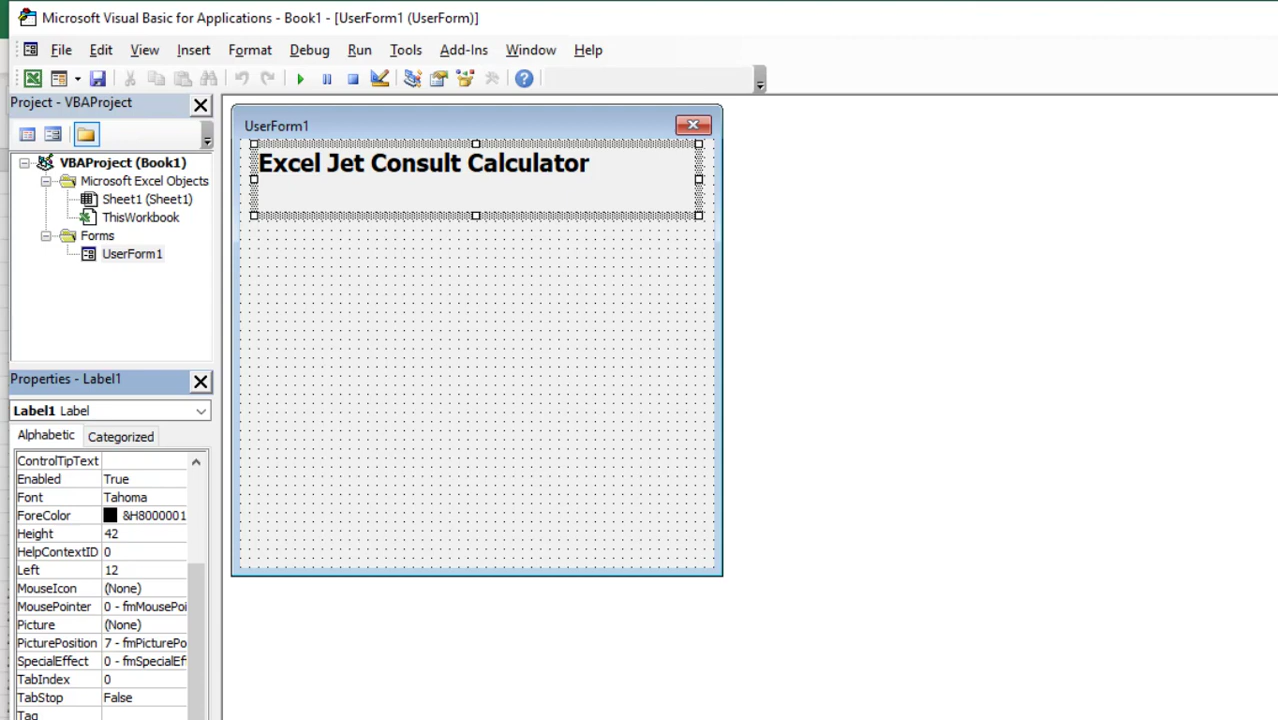 Microsoft Visual Basic for Applications - Book1 - [UserForm1 (UserForm)]
File Edit View Insert Format Debug Run Tools Add-Ins Window Help
Project - VBAProject
VBAProject (Book1)
Microsoft Excel Objects
Sheet1 (Sheet1)
ThisWorkbook
Forms
UserForm1
UserForm1
Excel Jet Consult Calculator
Properties - Label1
Label1 Label
Alphabetic Categorized
ControlTipText
Enabled True
Font Tahoma
ForeColor &H8000001
Height 42
HelpContextID 0
Left 12
MouseIcon (None)
MousePointer 0 - fmMousePoi
Picture (None)
PicturePosition 7 - fmPicturePo
SpecialEffect 0 - fmSpecialEff
TabIndex 0
TabStop False
Tag